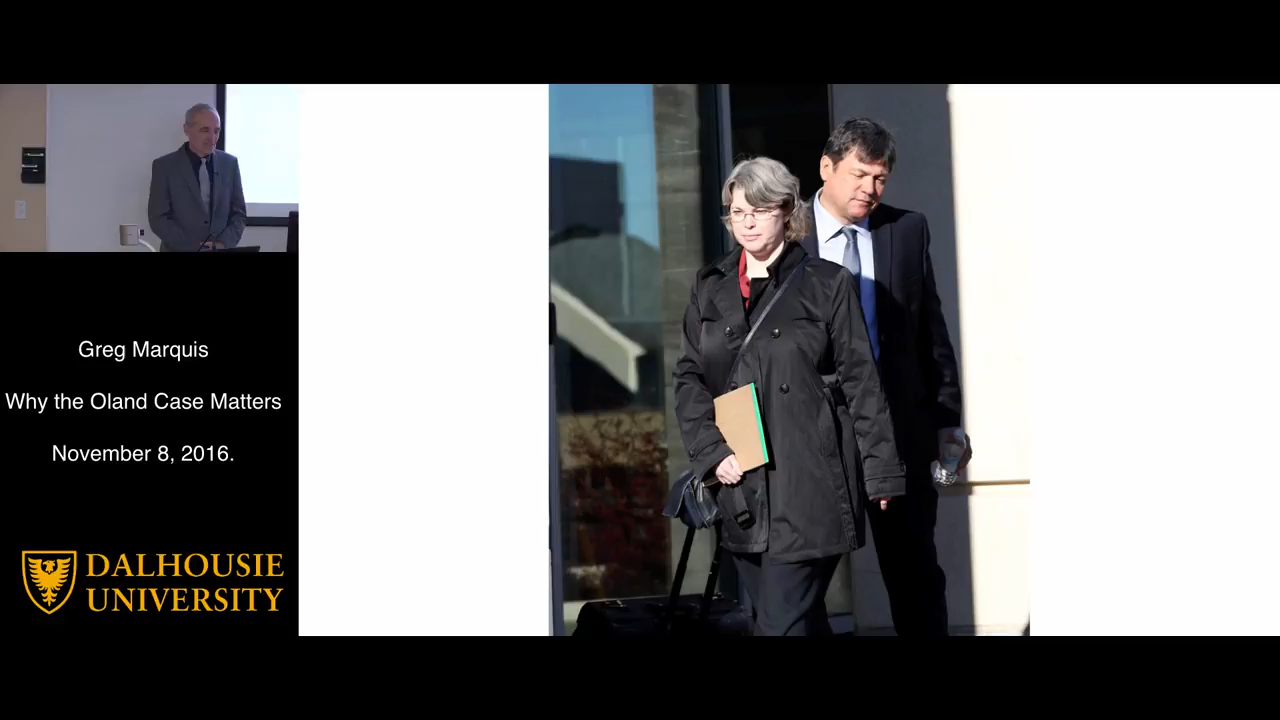 Greg Marquis
Why the Oland Case Matters
November 8, 2016.
DALHOUSIE
UNIVERSITY